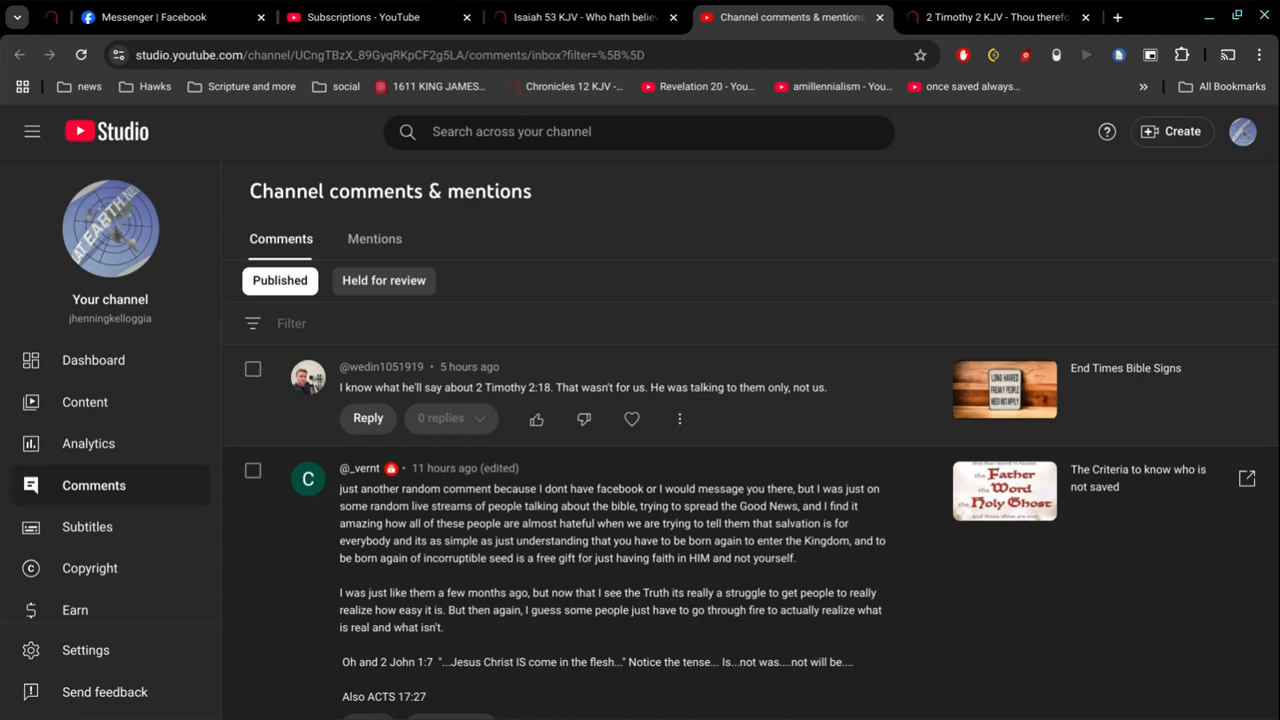 Messenger | Facebook
Subscriptions - YouTube
Isaiah 53 KJV - Who hath believ
Channel comments & mentions
2 Timothy 2 KJV - Thou therefo
studio.youtube.com/channel/UCngTBzX_89GyqRKpCF2g5LA/comments/inbox?filter=%5B%5D
news
Hawks
Scripture and more
social
1611 KING JAMES...
Chronicles 12 KJV -...
Revelation 20 - You...
amillennialism - You...
once saved always...
All Bookmarks
Studio
Search across your channel
Create
AT EARTH NE
Your channel
jhenningkelloggia
Dashboard
Content
Analytics
Comments
Subtitles
Copyright
Earn
Settings
Send feedback
Channel comments & mentions
Comments
Mentions
Published
Held for review
Filter
@wedin1051919 • 5 hours ago
I know what he'll say about 2 Timothy 2:18. That wasn't for us. He was talking to them only, not us.
Reply
0 replies
LONG HAIRED
FREAKY PEOPLE
NEED NOT APPLY
End Times Bible Signs
C
@_vernt • 11 hours ago (edited)
just another random comment because I dont have facebook or I would message you there, but I was just on
some random live streams of people talking about the bible, trying to spread the Good News, and I find it
amazing how all of these people are almost hateful when we are trying to tell them that salvation is for
everybody and its as simple as just understanding that you have to be born again to enter the Kingdom, and to
be born again of incorruptible seed is a free gift for just having faith in HIM and not yourself.
I was just like them a few months ago, but now that I see the Truth its really a struggle to get people to really
realize how easy it is. But then again, I guess some people just have to go through fire to actually realize what
is real and what isn't.
Oh and 2 John 1:7 "...Jesus Christ IS come in the flesh..." Notice the tense... Is...not was....not will be....
Also ACTS 17:27
the Father
the Word
the Holy Ghost
The Criteria to know who is
not saved